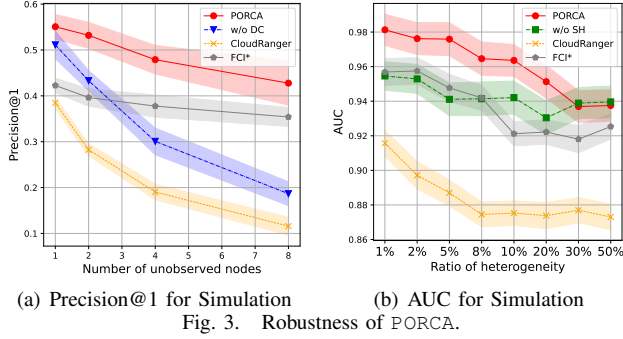 0.6
0.5
0.4
0.3
0.2
0.1
Precision@1
1 2 3 4 5 6 7 8
Number of unobserved nodes
PORCA
w/o DC
CloudRanger
FCI*
(a) Precision@1 for Simulation
0.98
0.96
0.94
0.92
0.90
0.88
0.86
AUC
1% 2% 5% 8% 10% 20% 30% 50%
Ratio of heterogeneity
PORCA
w/o SH
CloudRanger
FCI*
(b) AUC for Simulation
Fig. 3. Robustness of PORCA.